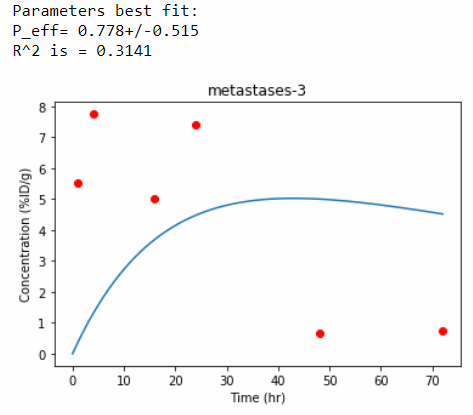 Parameters best fit:
P_eff= 0.778+/-0.515
R^2 is = 0.3141
metastases-3
Concentration (%ID/g)
8
7
6
5
4
3
2
1
0
0 10 20 30 40 50 60 70
Time (hr)